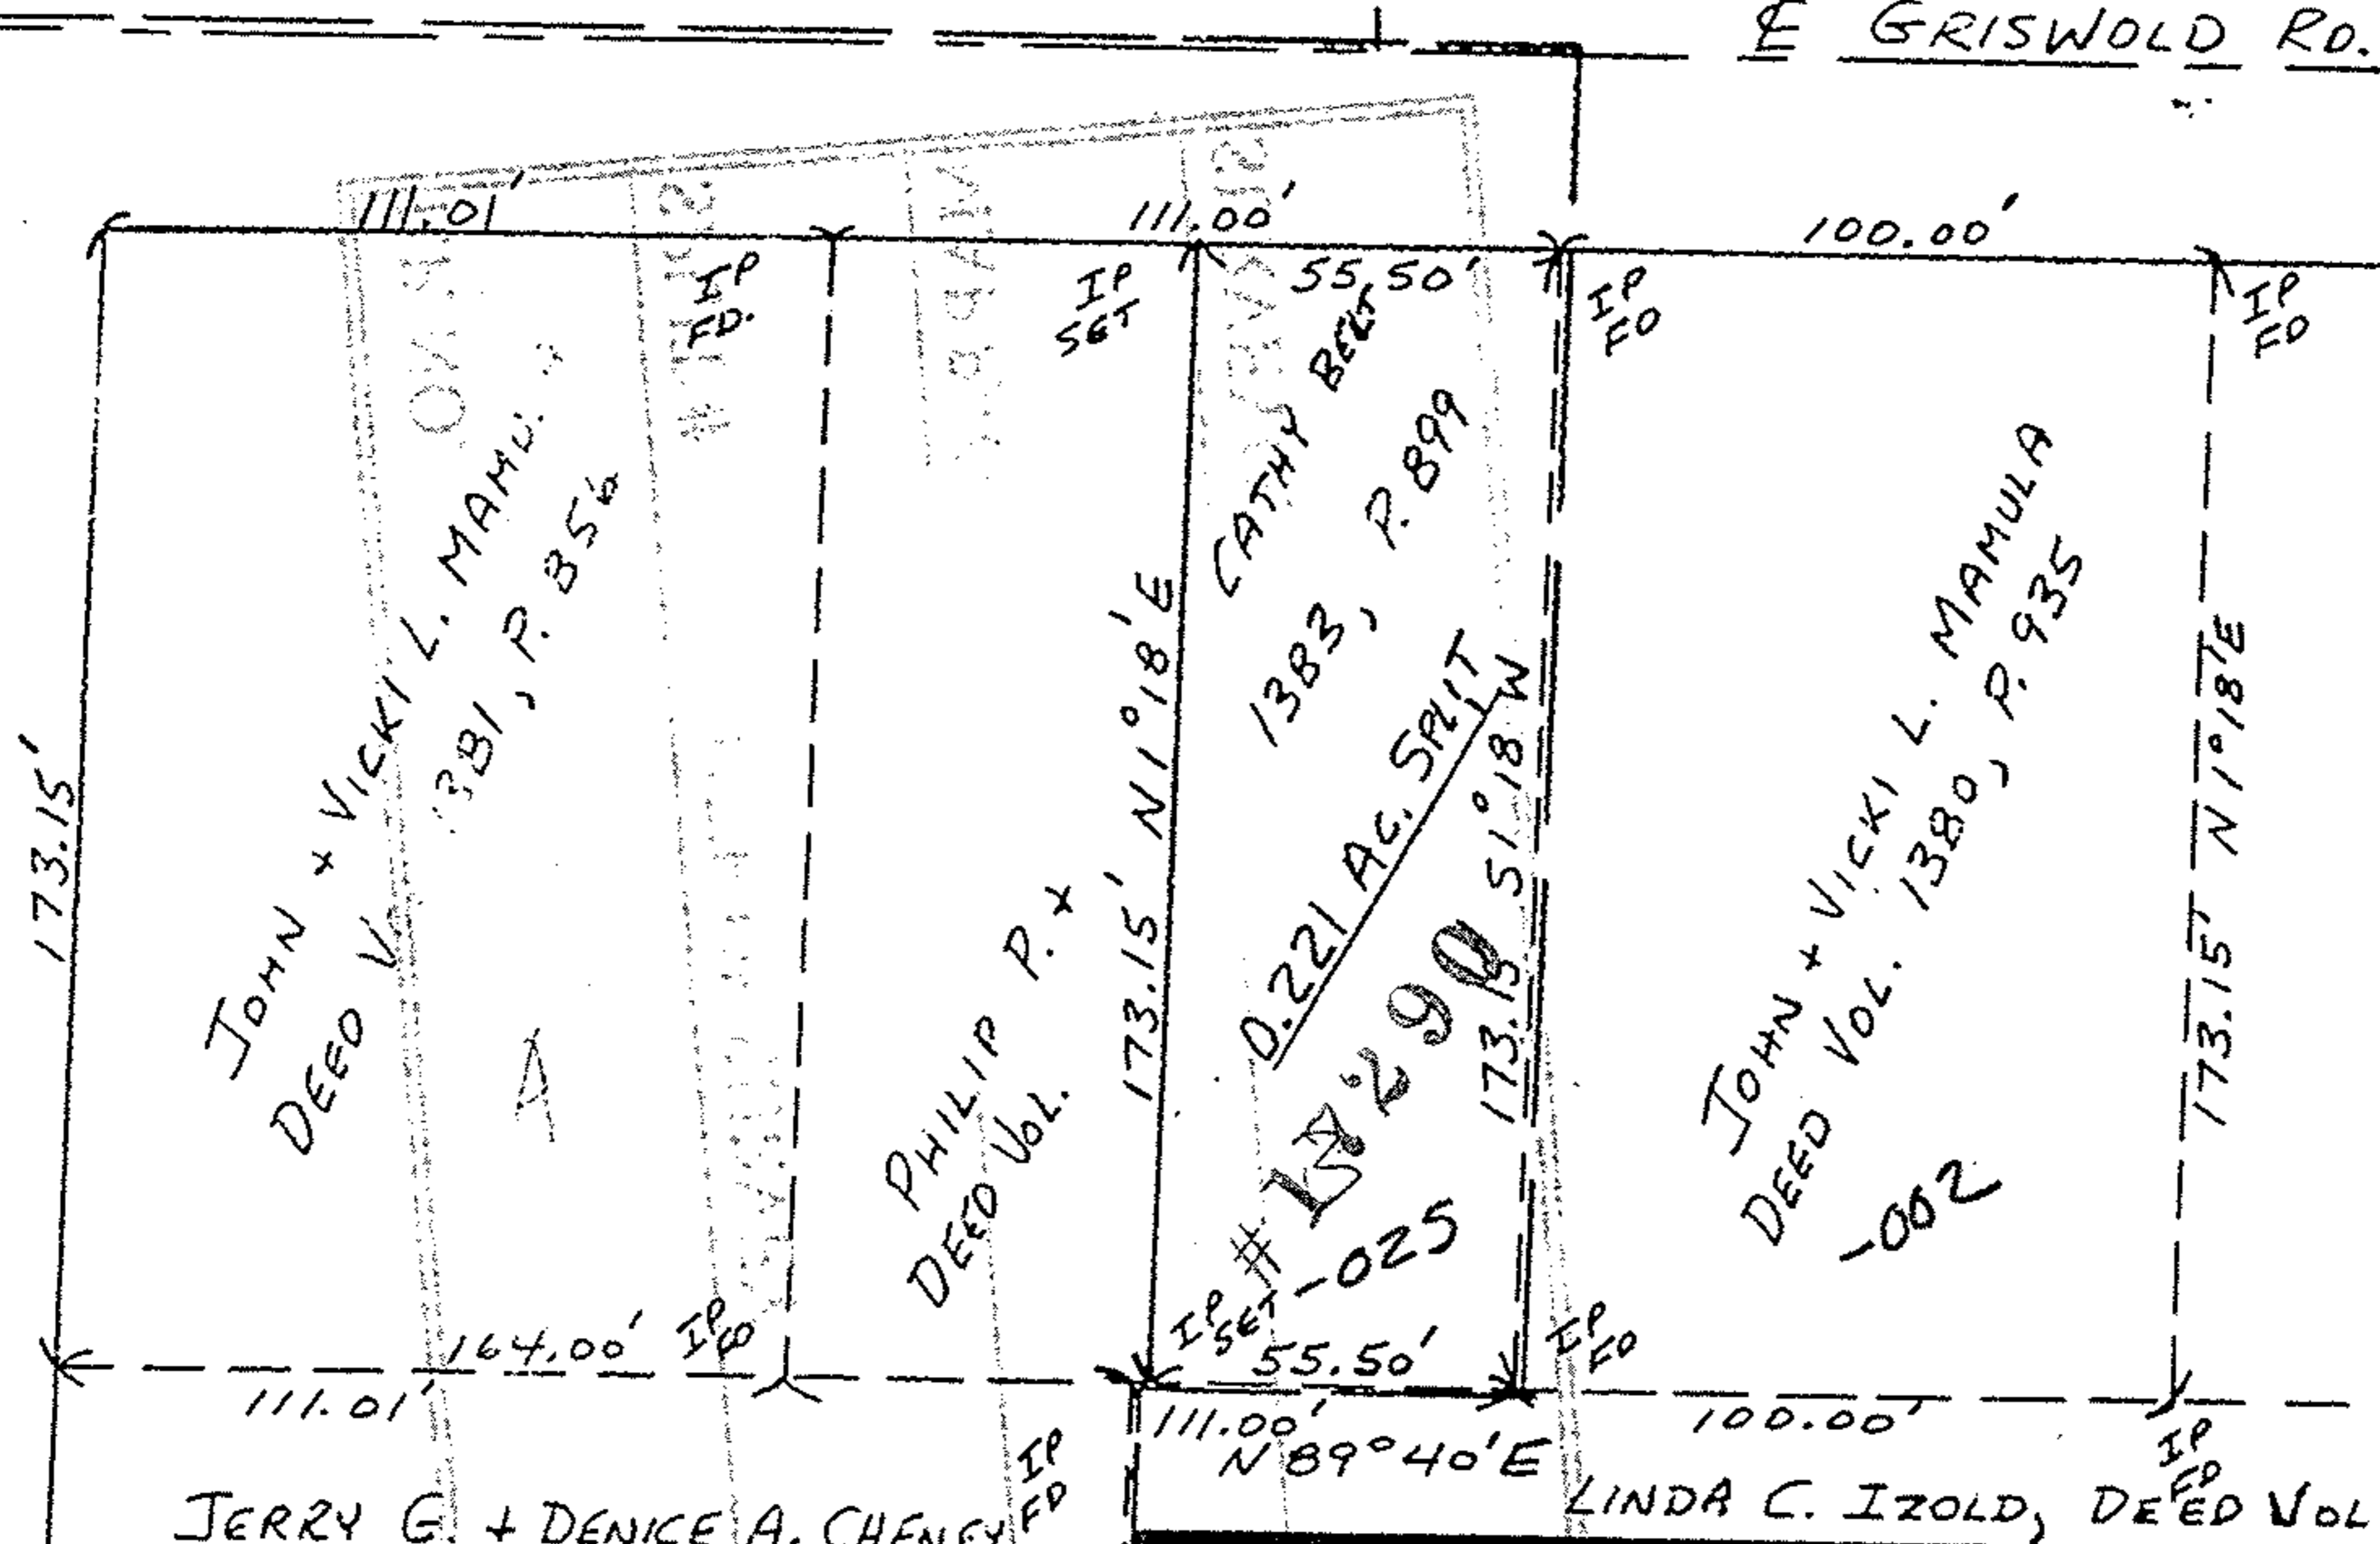 ℄ GRISWOLD RD.
111.01'
111.00'
100.00'
IP
FD.
IP
SET
55.50'
IP
FD
IP
FD
JOHN + VICKI L. MAMU
DEED
381, P. 856
173.15'
A
PHILIP P. + CATHY BELT
DEED VOL. 1383, P. 899
173.15' N1°18'E
0.221 AC. SPLIT
173.15' S1°18'W
-025
JOHN + VICKI L. MAMULA
DEED VOL. 1380, P. 935
-002
173.15' N1°18'E
164.00'
IP
111.01'
IP
SET
55.50'
IP
FD
111.00'
N89°40'E
100.00'
IP
FD
IP
FD
JERRY G. + DENICE A. CHENEY
LINDA C. IZOLD, DEED VOL